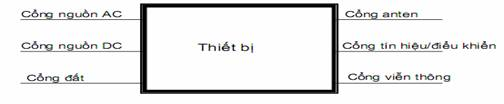 Cổng nguồn AC
Cổng anten
Cổng nguồn DC
Thiết bị
Cổng tín hiệu/điều khiển
Cổng đất
Cổng viễn thông